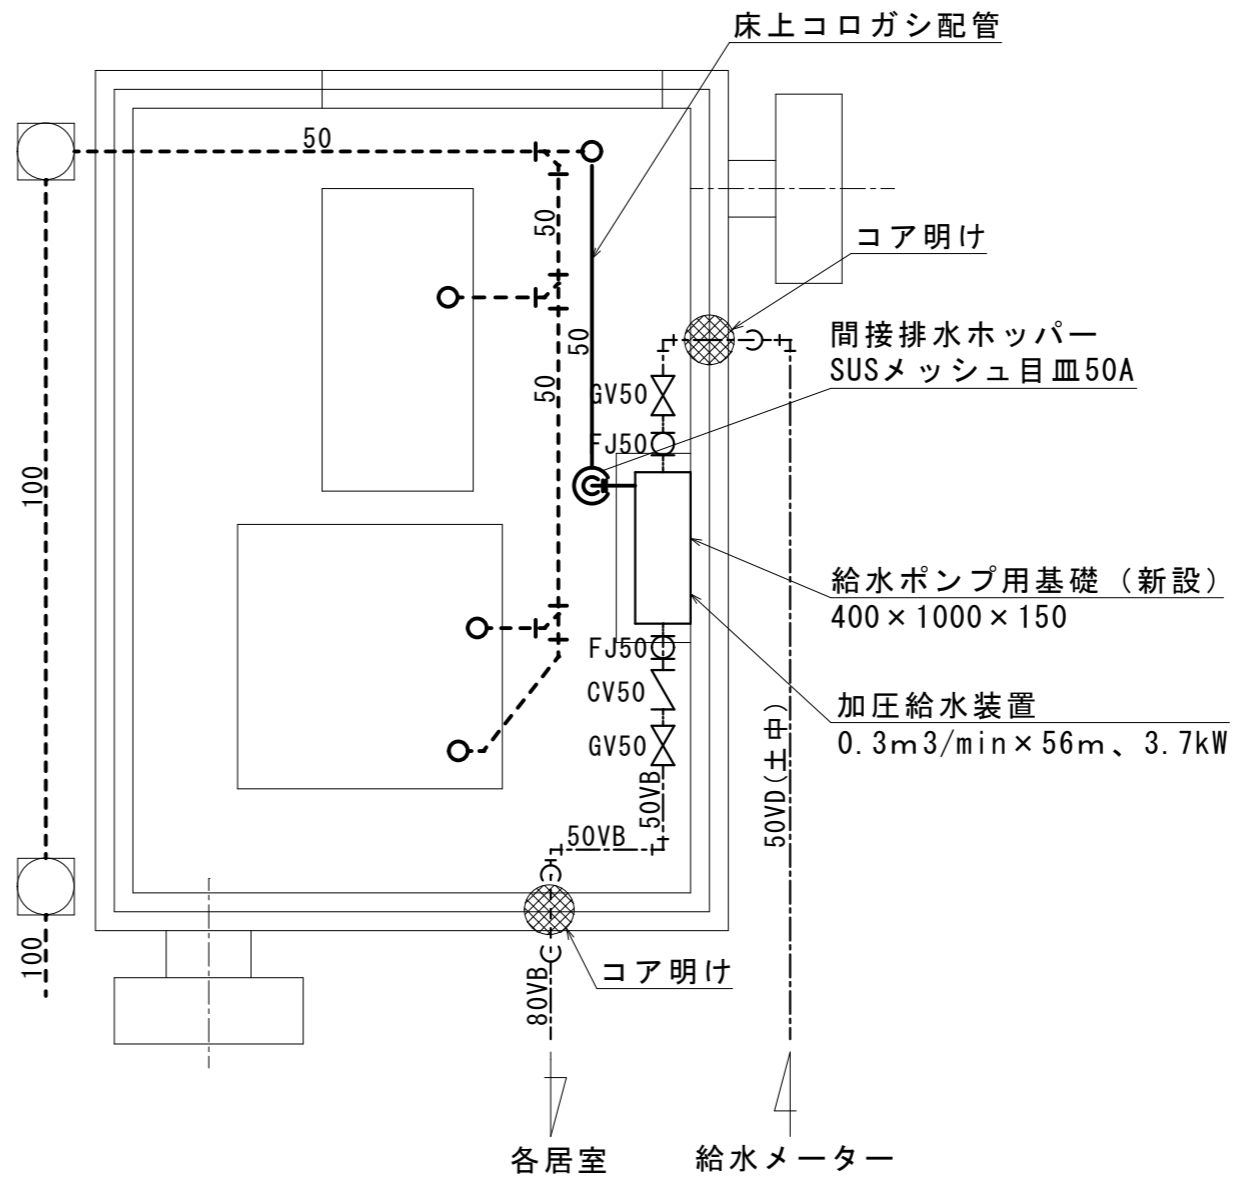 床上コロガシ配管
50
コア明け
50
間接排水ホッパー
SUSメッシュ目皿50A
50
50
GV50
FJ50
100
給水ポンプ用基礎（新設）
400×1000×150
FJ50
CV50
加圧給水装置
0.3m3/min×56m、3.7kW
GV50
50VD(土中)
50VB
50VB
100
コア明け
80VB
各居室
給水メーター